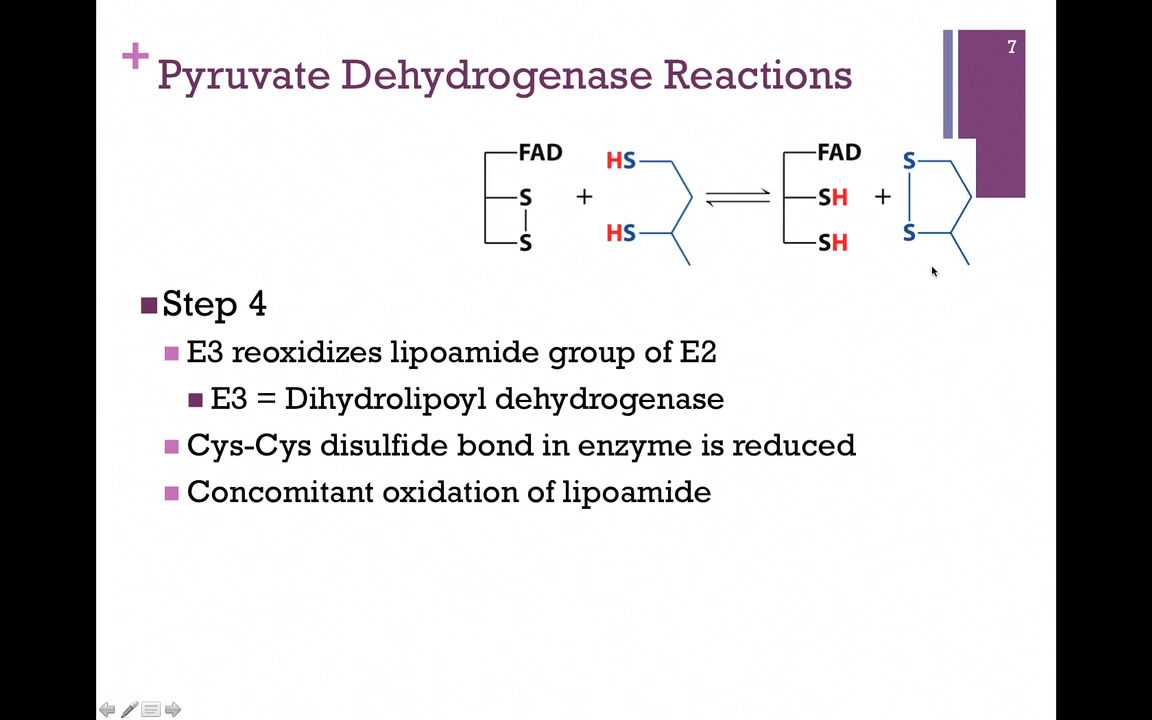 7
+ Pyruvate Dehydrogenase Reactions
FAD FAD
HS S
S + SH + 
HS S
S SH
Step 4
E3 reoxidizes lipoamide group of E2
E3 = Dihydrolipoyl dehydrogenase
Cys-Cys disulfide bond in enzyme is reduced
Concomitant oxidation of lipoamide